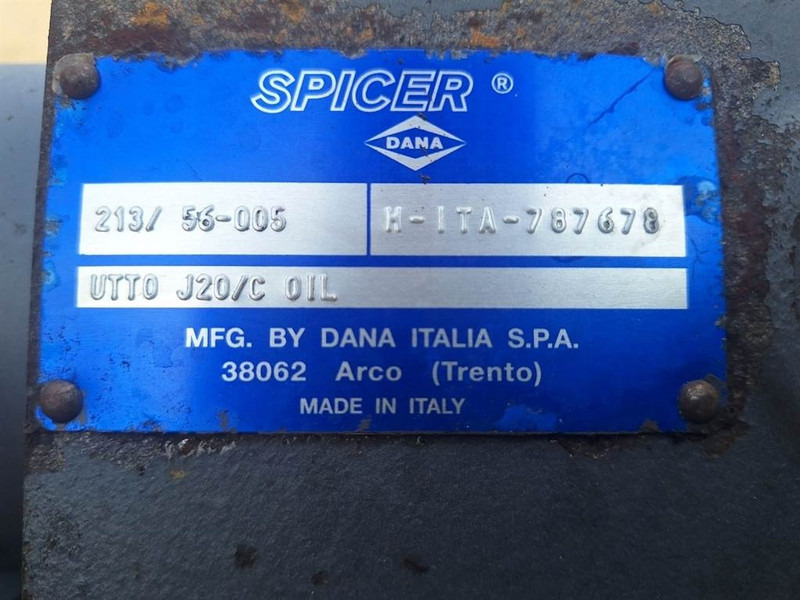 SPICER ®
DANA
213/ 56-005 M-ITA-787678
UTTO J20/C OIL
MFG. BY DANA ITALIA S.P.A.
38062 Arco (Trento)
MADE IN ITALY